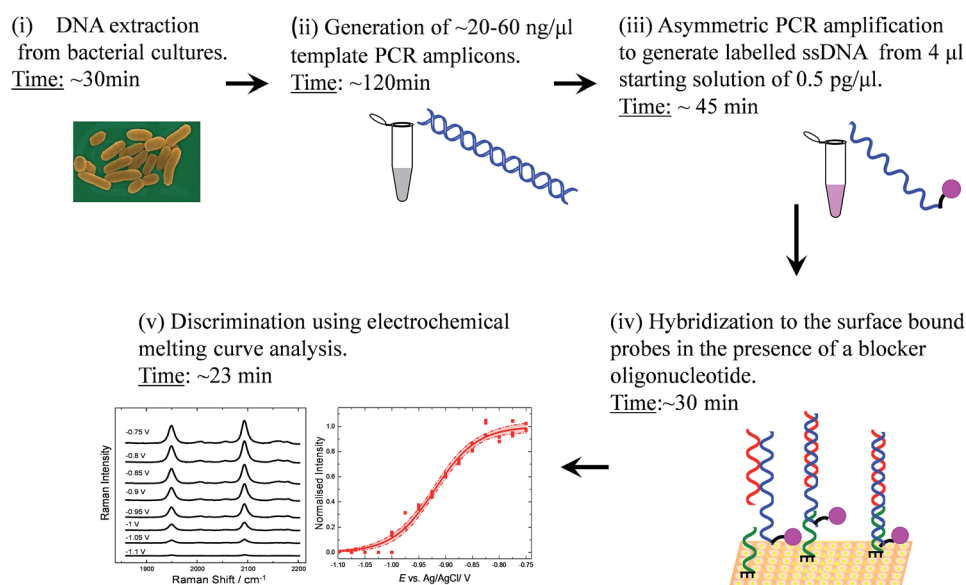 (i) DNA extraction
from bacterial cultures.
Time: ~30min
(ii) Generation of ~20-60 ng/µl
template PCR amplicons.
Time: ~120min
(iii) Asymmetric PCR amplification
to generate labelled ssDNA from 4 µl
starting solution of 0.5 pg/µl.
Time: ~ 45 min
(iv) Hybridization to the surface bound
probes in the presence of a blocker
oligonucleotide.
Time:~30 min
(v) Discrimination using electrochemical
melting curve analysis.
Time: ~23 min
Raman Intensity
-0.75 V
-0.8 V
-0.85 V
-0.9 V
-0.95 V
-1 V
-1.05 V
-1.1 V
1900 2000 2100 2200
Raman Shift / cm⁻¹
Normalised Intensity
1.0
0.8
0.6
0.4
0.2
0.0
-1.10 -1.05 -1.00 -0.95 -0.90 -0.85 -0.80 -0.75
E vs. Ag/AgCl/ V